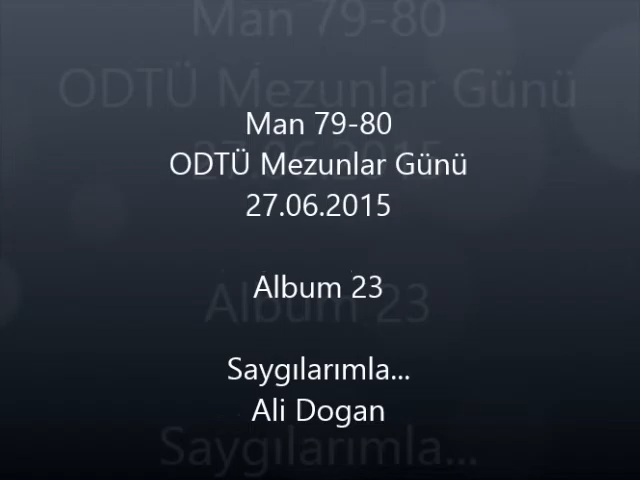 Man 79-80
ODTÜ Mezunlar Günü
27.06.2015
Album 23
Saygılarımla...
Ali Dogan